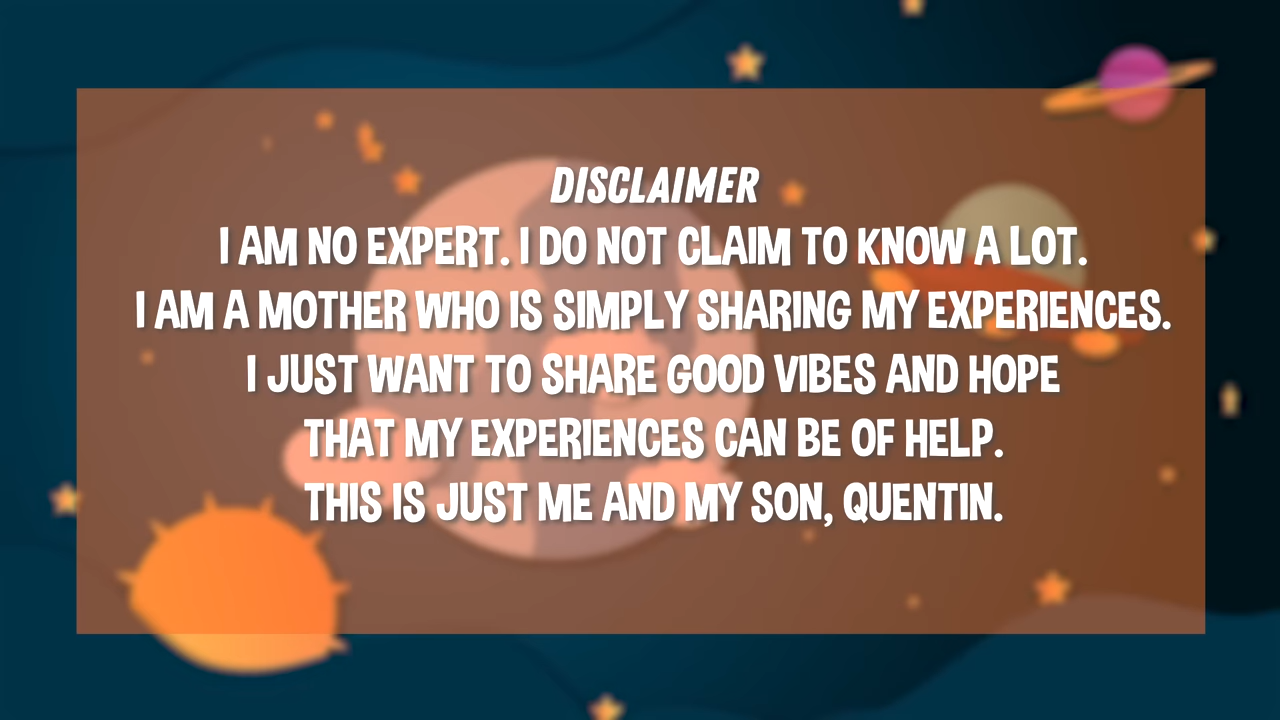 DISCLAIMER
I AM NO EXPERT. I DO NOT CLAIM TO KNOW A LOT.
I AM A MOTHER WHO IS SIMPLY SHARING MY EXPERIENCES.
I JUST WANT TO SHARE GOOD VIBES AND HOPE
THAT MY EXPERIENCES CAN BE OF HELP.
THIS IS JUST ME AND MY SON, QUENTIN.